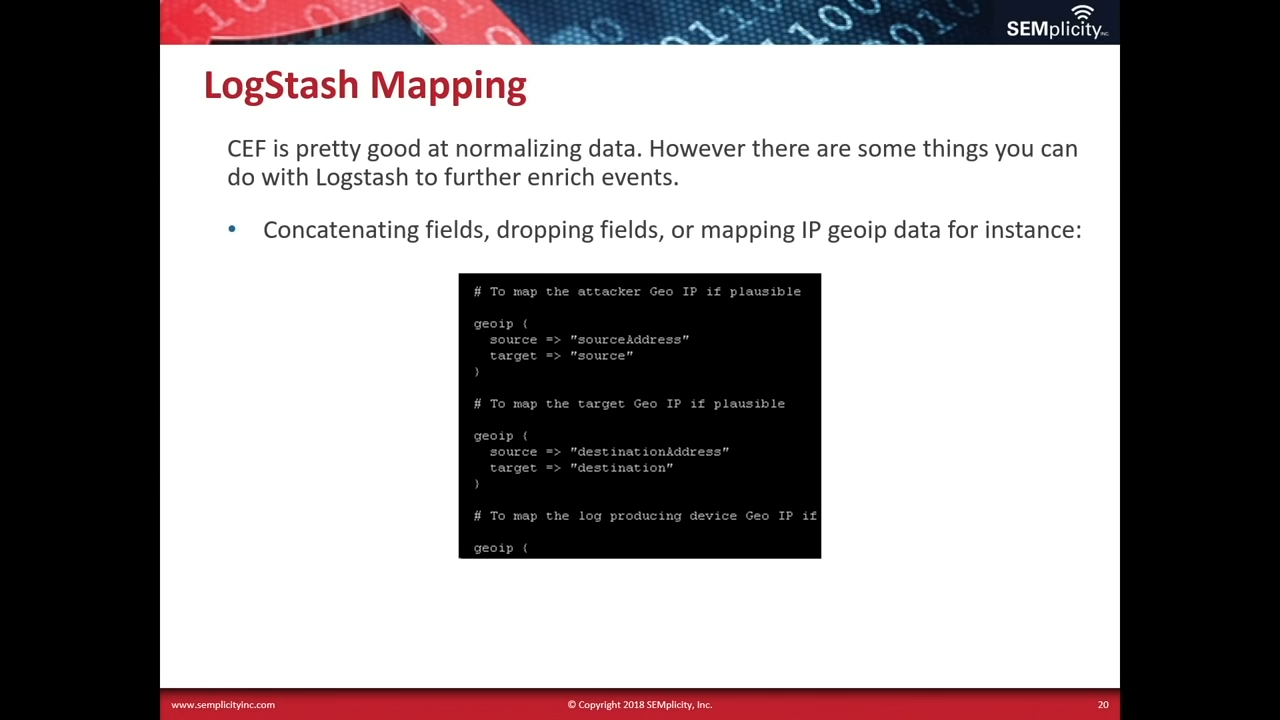 SEMplicity INC.
LogStash Mapping
CEF is pretty good at normalizing data. However there are some things you can
do with Logstash to further enrich events.
• Concatenating fields, dropping fields, or mapping IP geoip data for instance:
# To map the attacker Geo IP if plausible
geoip {
source => "sourceAddress"
target => "source"
}
# To map the target Geo IP if plausible
geoip {
source => "destinationAddress"
target => "destination"
}
# To map the log producing device Geo IP if
geoip {
www.semplicityinc.com
© Copyright 2018 SEMplicity, Inc.
20